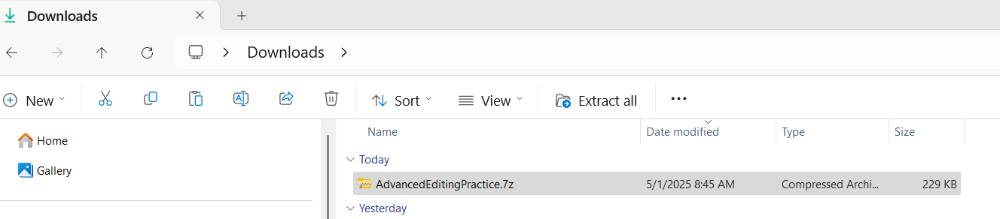 Downloads
Downloads
New Sort View Extract all
Name Date modified Type Size
Home
Gallery
Today
AdvancedEditingPractice.7z 5/1/2025 8:45 AM Compressed Archi... 229 KB
Yesterday